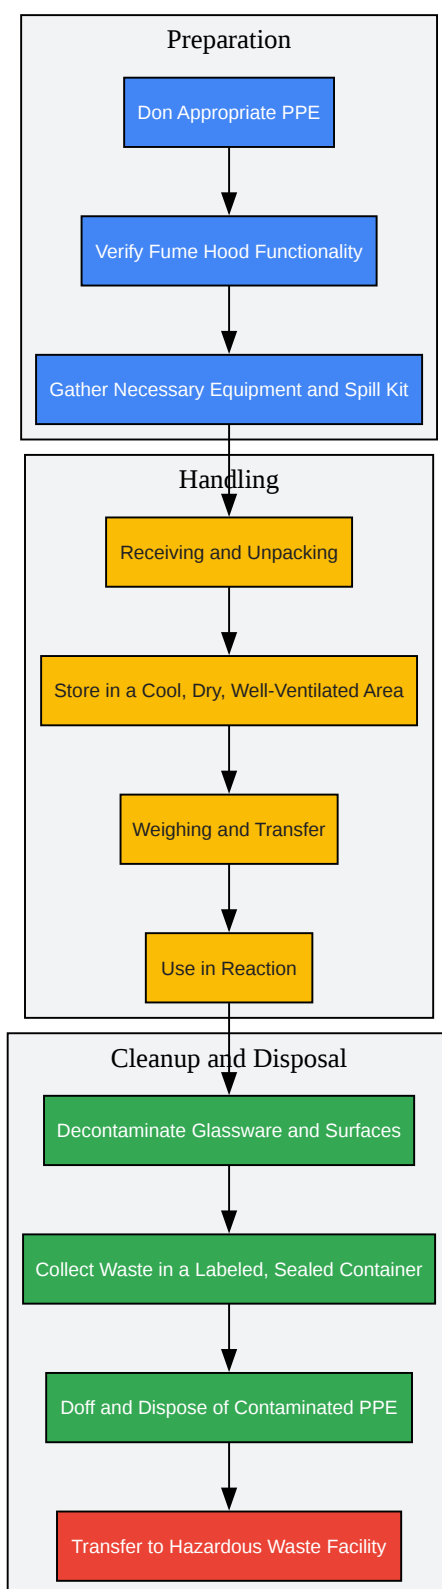 Preparation
Don Appropriate PPE
Verify Fume Hood Functionality
Gather Necessary Equipment and Spill Kit
Handling
Receiving and Unpacking
Store in a Cool, Dry, Well-Ventilated Area
Weighing and Transfer
Use in Reaction
Cleanup and Disposal
Decontaminate Glassware and Surfaces
Collect Waste in a Labeled, Sealed Container
Doff and Dispose of Contaminated PPE
Transfer to Hazardous Waste Facility